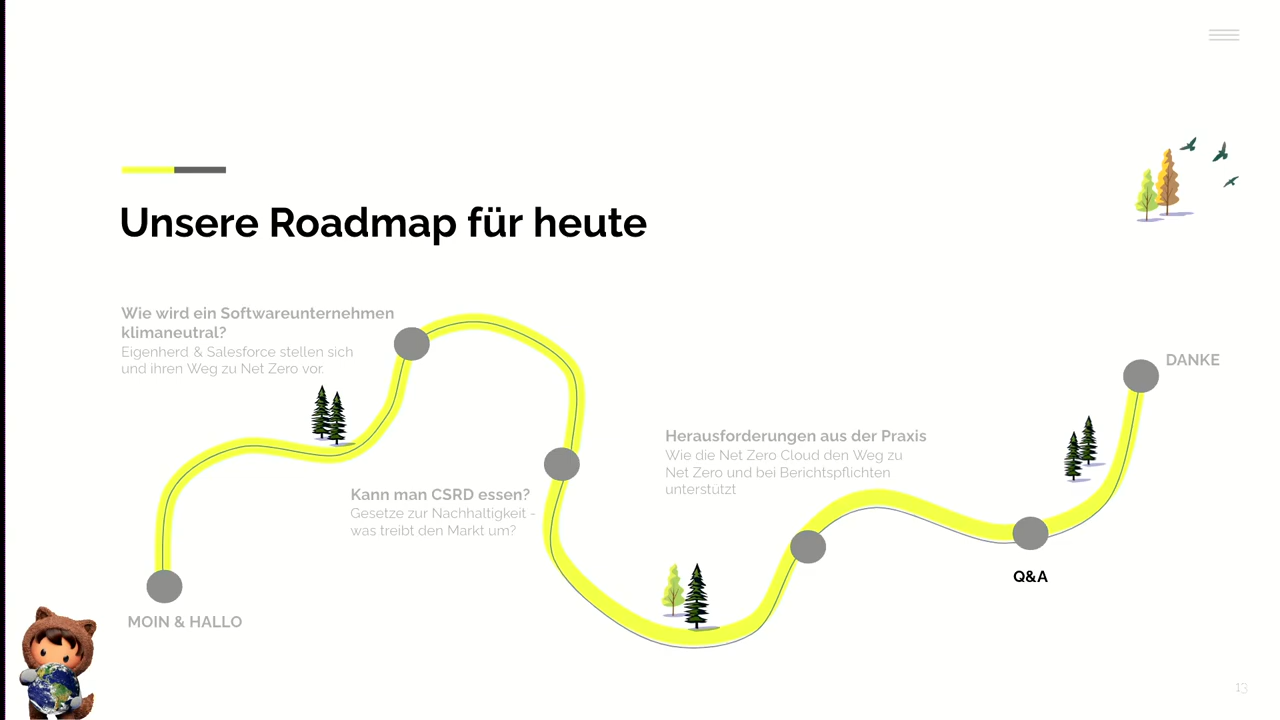 Unsere Roadmap für heute
Wie wird ein Softwareunternehmen
klimaneutral?
Eigenherd & Salesforce stellen sich
und ihren Weg zu Net Zero vor.
DANKE
Herausforderungen aus der Praxis
Wie die Net Zero Cloud den Weg zu
Net Zero und bei Berichtspflichten
unterstützt
Kann man CSRD essen?
Gesetze zur Nachhaltigkeit -
was treibt den Markt um?
Q&A
MOIN & HALLO
13